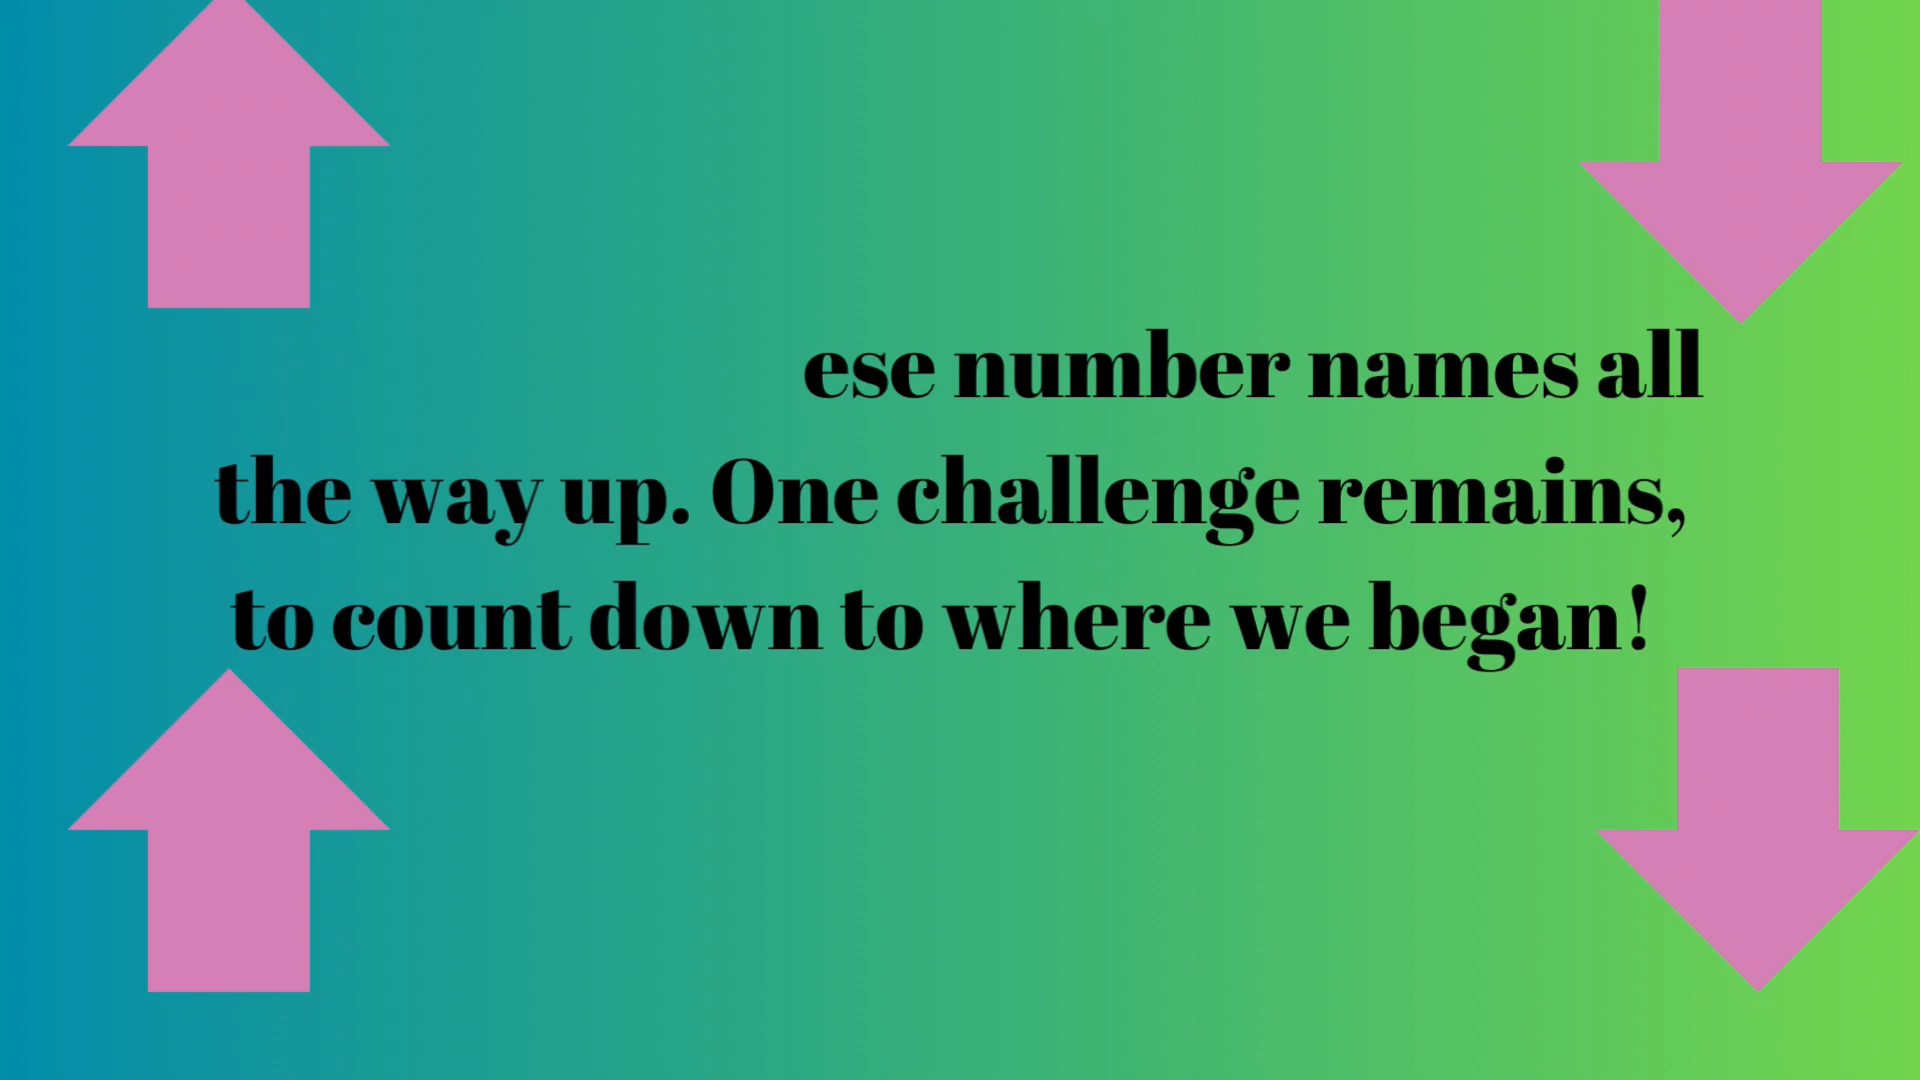 ese number names all
the way up. One challenge remains,
to count down to where we began!